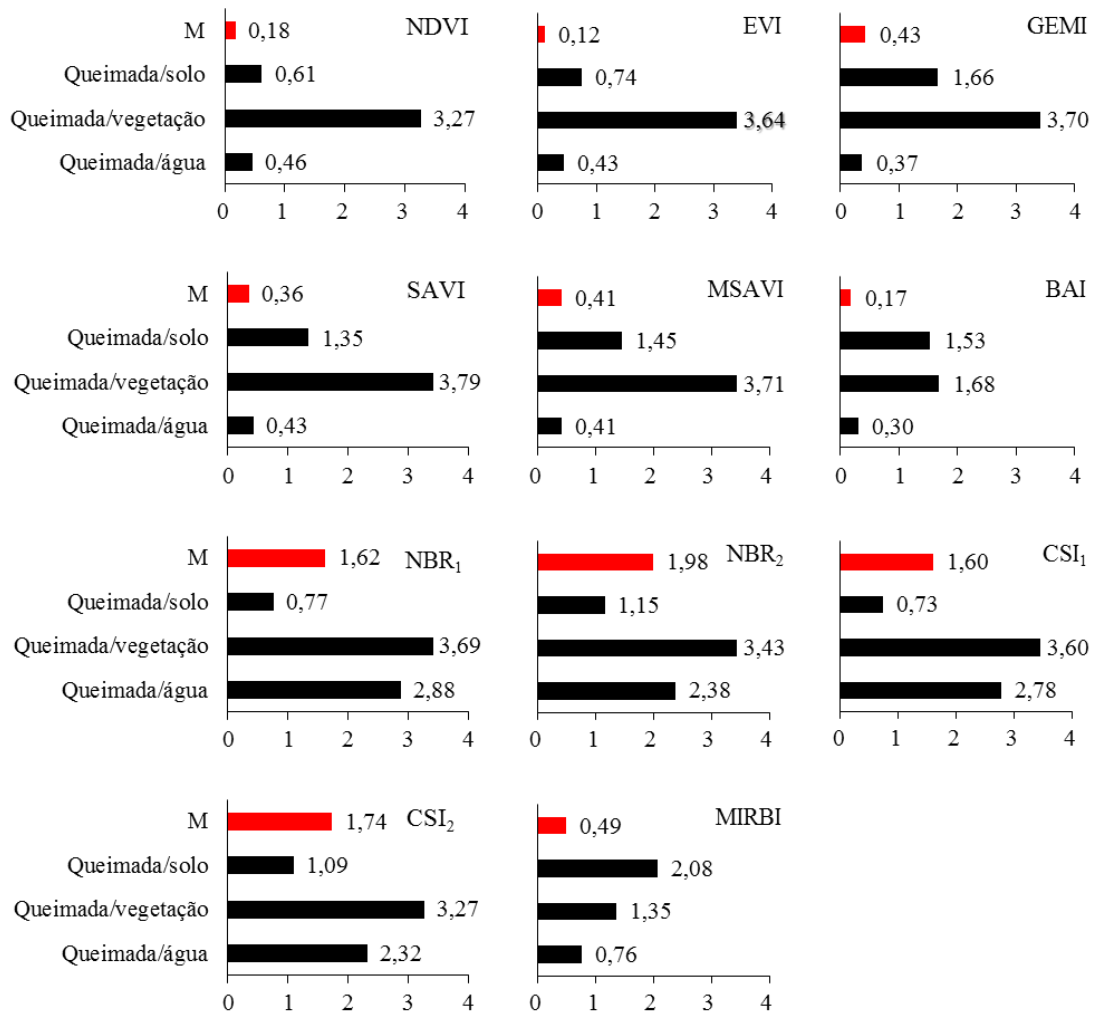 M 0,18 NDVI 0,12 EVI 0,43 GEMI
Queimada/solo 0,61 0,74 1,66
Queimada/vegetação 3,27 3,64 3,70
Queimada/água 0,46 0,43 0,37
0 1 2 3 4 0 1 2 3 4 0 1 2 3 4
M 0,36 SAVI 0,41 MSAVI 0,17 BAI
Queimada/solo 1,35 1,45 1,53
Queimada/vegetação 3,79 3,71 1,68
Queimada/água 0,43 0,41 0,30
0 1 2 3 4 0 1 2 3 4 0 1 2 3 4
M 1,62 NBR₁ 1,98 NBR₂ 1,60 CSI₁
Queimada/solo 0,77 1,15 0,73
Queimada/vegetação 3,69 3,43 3,60
Queimada/água 2,88 2,38 2,78
0 1 2 3 4 0 1 2 3 4 0 1 2 3 4
M 1,74 CSI₂ 0,49 MIRBI
Queimada/solo 1,09 2,08
Queimada/vegetação 3,27 1,35
Queimada/água 2,32 0,76
0 1 2 3 4 0 1 2 3 4